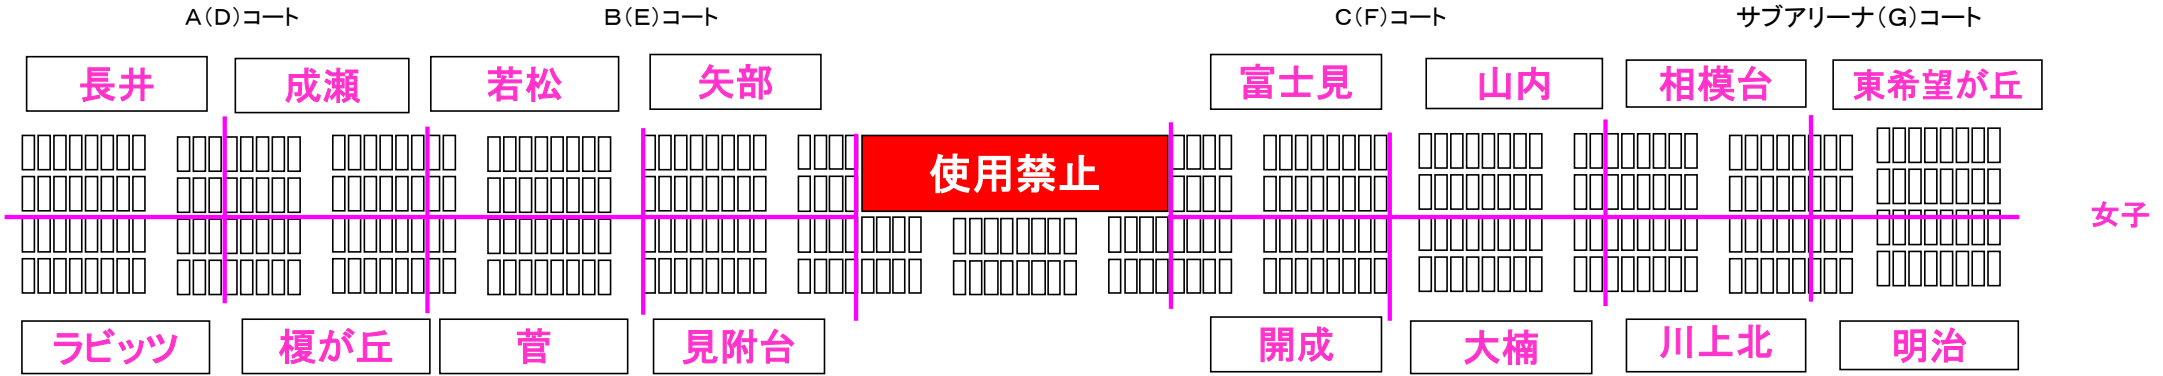 A(D)コート B(E)コート C(F)コート サブアリーナ(G)コート
長井 成瀬 若松 矢部 富士見 山内 相模台 東希望が丘
使用禁止
女子
ラビッツ 榎が丘 菅 見附台 開成 大楠 川上北 明治